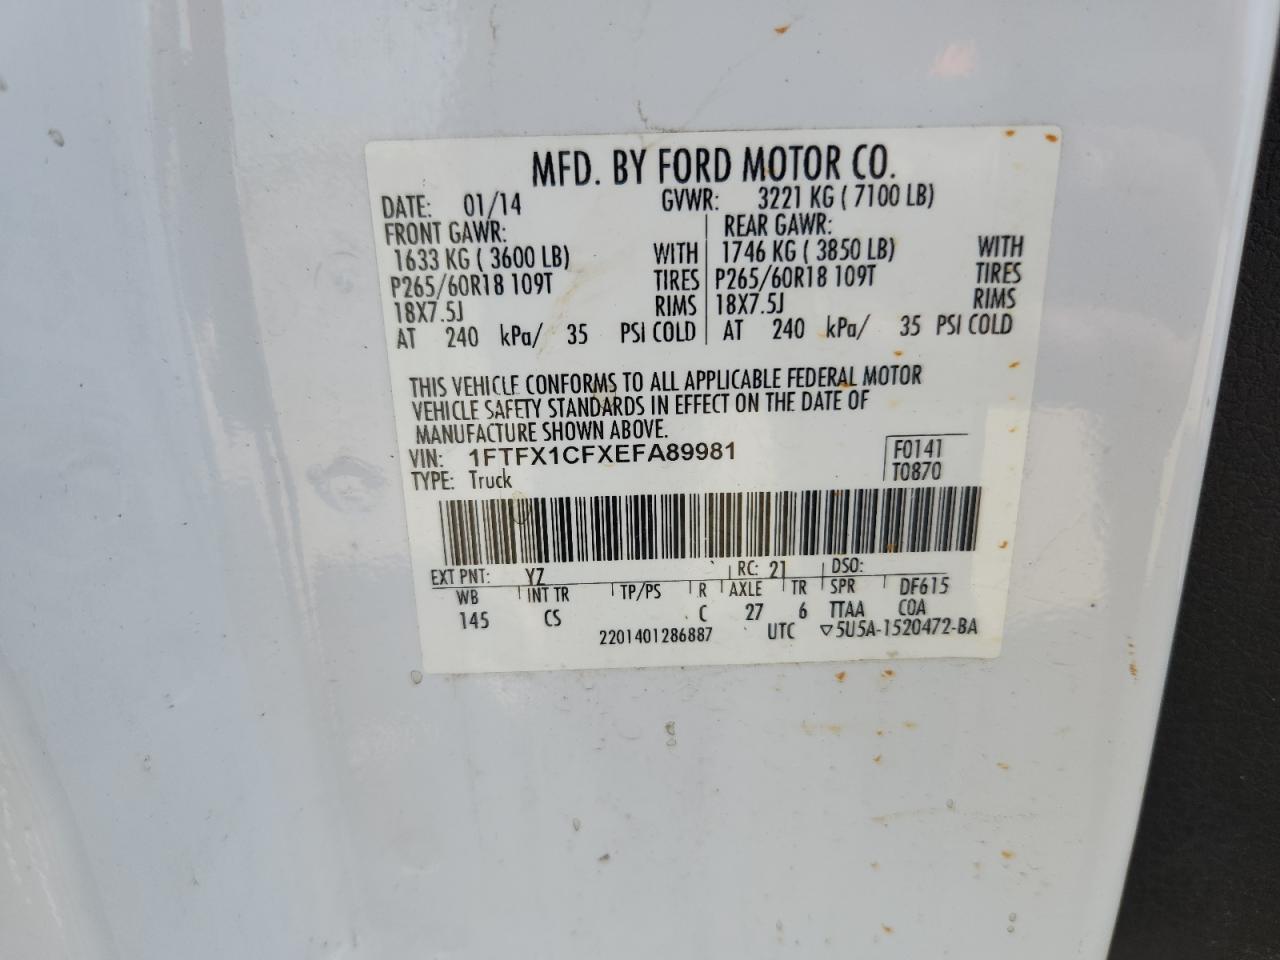 MFD. BY FORD MOTOR CO.
DATE: 01/14 GVWR: 3221 KG ( 7100 LB)
FRONT GAWR: REAR GAWR:
1633 KG ( 3600 LB) WITH 1746 KG ( 3850 LB) WITH
P265/60R18 109T TIRES P265/60R18 109T TIRES
18X7.5J RIMS 18X7.5J RIMS
AT 240 kPa/ 35 PSI COLD AT 240 kPa/ 35 PSI COLD
THIS VEHICLE CONFORMS TO ALL APPLICABLE FEDERAL MOTOR
VEHICLE SAFETY STANDARDS IN EFFECT ON THE DATE OF
MANUFACTURE SHOWN ABOVE.
VIN: 1FTFX1CFXEFA89981 F0141
TYPE: Truck T0870
EXT PNT: YZ RC: 21 DSO:
WB INT TR TP/PS R AXLE TR SPR DF615
145 CS C 27 6 TTAA COA
2201401286887 UTC ▽5U5A-1520472-BA